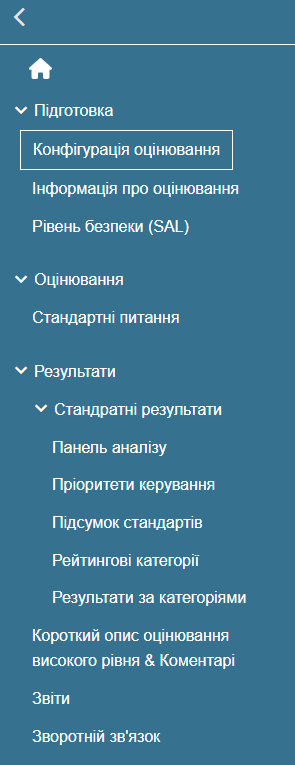 Підготовка
Конфігурація оцінювання
Інформація про оцінювання
Рівень безпеки (SAL)
Оцінювання
Стандартні питання
Результати
Стандратні результати
Панель аналізу
Пріоритети керування
Підсумок стандартів
Рейтингові категорії
Результати за категоріями
Короткий опис оцінювання
високого рівня & Коментарі
Звіти
Зворотній зв'язок